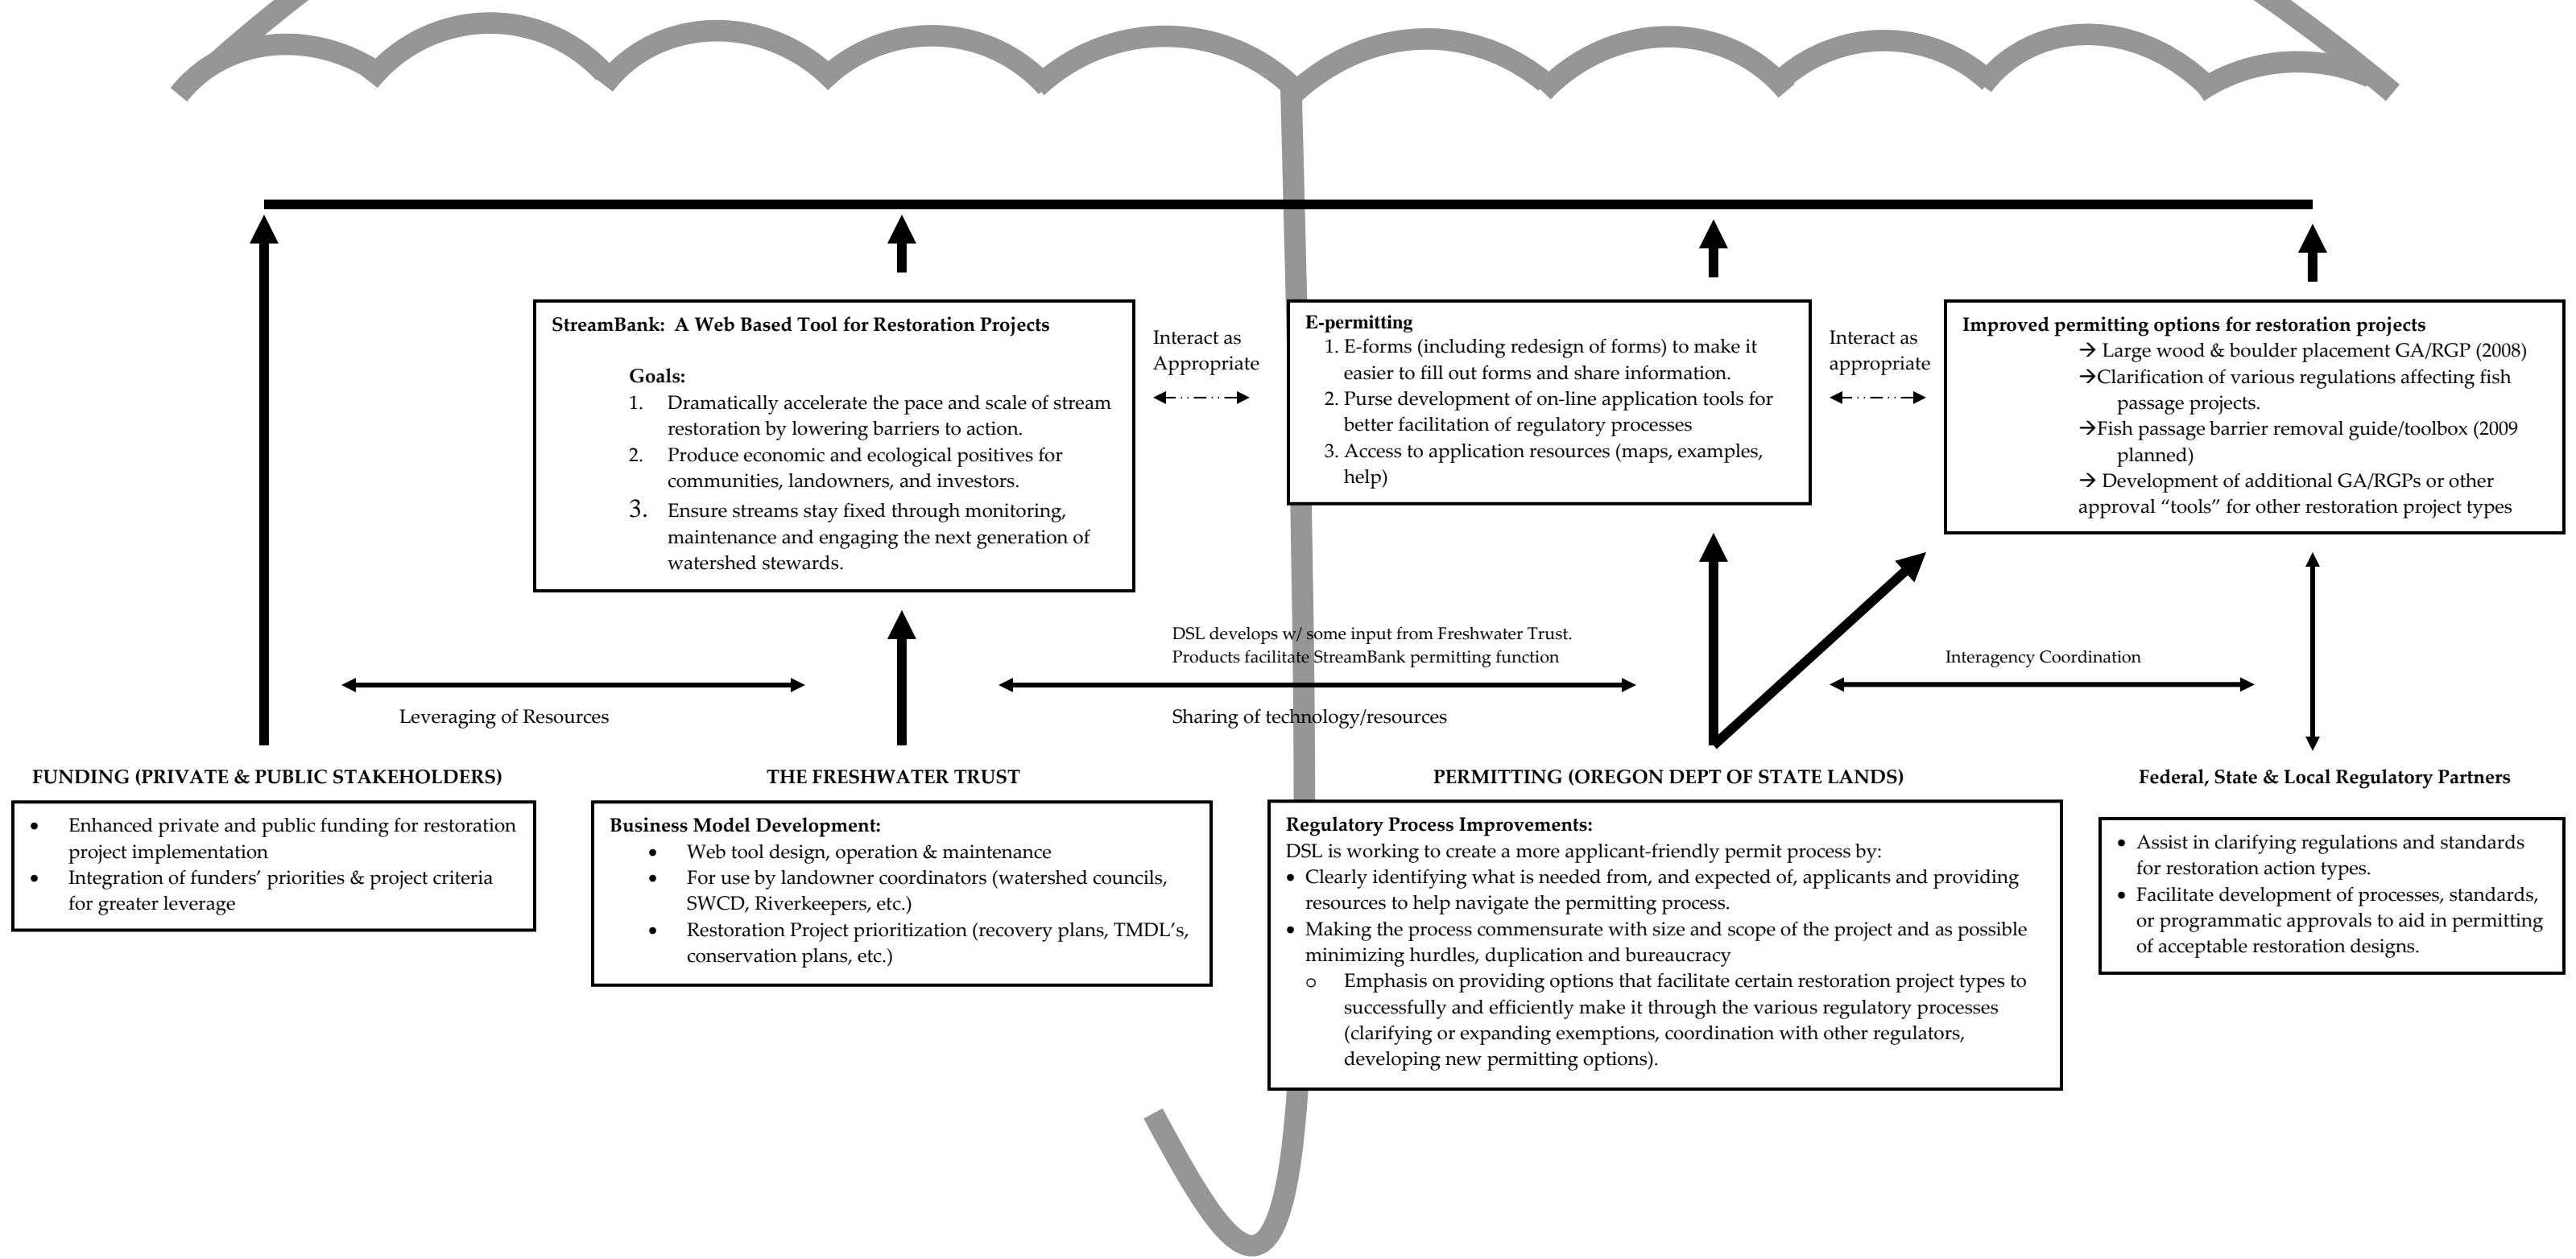 StreamBank:  A Web Based Tool for Restoration Projects
Goals:
1. Dramatically accelerate the pace and scale of stream
restoration by lowering barriers to action.
2. Produce economic and ecological positives for
communities, landowners, and investors.
3. Ensure streams stay fixed through monitoring,
maintenance and engaging the next generation of
watershed stewards.
Interact as
Appropriate
E-permitting
1. E-forms (including redesign of forms) to make it
easier to fill out forms and share information.
2. Purse development of on-line application tools for
better facilitation of regulatory processes
3. Access to application resources (maps, examples,
help)
Interact as
appropriate
Improved permitting options for restoration projects
→ Large wood & boulder placement GA/RGP (2008)
→Clarification of various regulations affecting fish
passage projects.
→Fish passage barrier removal guide/toolbox (2009
planned)
→ Development of additional GA/RGPs or other
approval “tools” for other restoration project types
Leveraging of Resources
DSL develops w/ some input from Freshwater Trust.
Products facilitate StreamBank permitting function
Sharing of technology/resources
Interagency Coordination
FUNDING (PRIVATE & PUBLIC STAKEHOLDERS)
• Enhanced private and public funding for restoration
project implementation
• Integration of funders’ priorities & project criteria
for greater leverage
THE FRESHWATER TRUST
Business Model Development:
• Web tool design, operation & maintenance
• For use by landowner coordinators (watershed councils,
SWCD, Riverkeepers, etc.)
• Restoration Project prioritization (recovery plans, TMDL’s,
conservation plans, etc.)
PERMITTING (OREGON DEPT OF STATE LANDS)
Regulatory Process Improvements:
DSL is working to create a more applicant-friendly permit process by:
• Clearly identifying what is needed from, and expected of, applicants and providing
resources to help navigate the permitting process.
• Making the process commensurate with size and scope of the project and as possible
minimizing hurdles, duplication and bureaucracy
o Emphasis on providing options that facilitate certain restoration project types to
successfully and efficiently make it through the various regulatory processes
(clarifying or expanding exemptions, coordination with other regulators,
developing new permitting options).
Federal, State & Local Regulatory Partners
• Assist in clarifying regulations and standards
for restoration action types.
• Facilitate development of processes, standards,
or programmatic approvals to aid in permitting
of acceptable restoration designs.